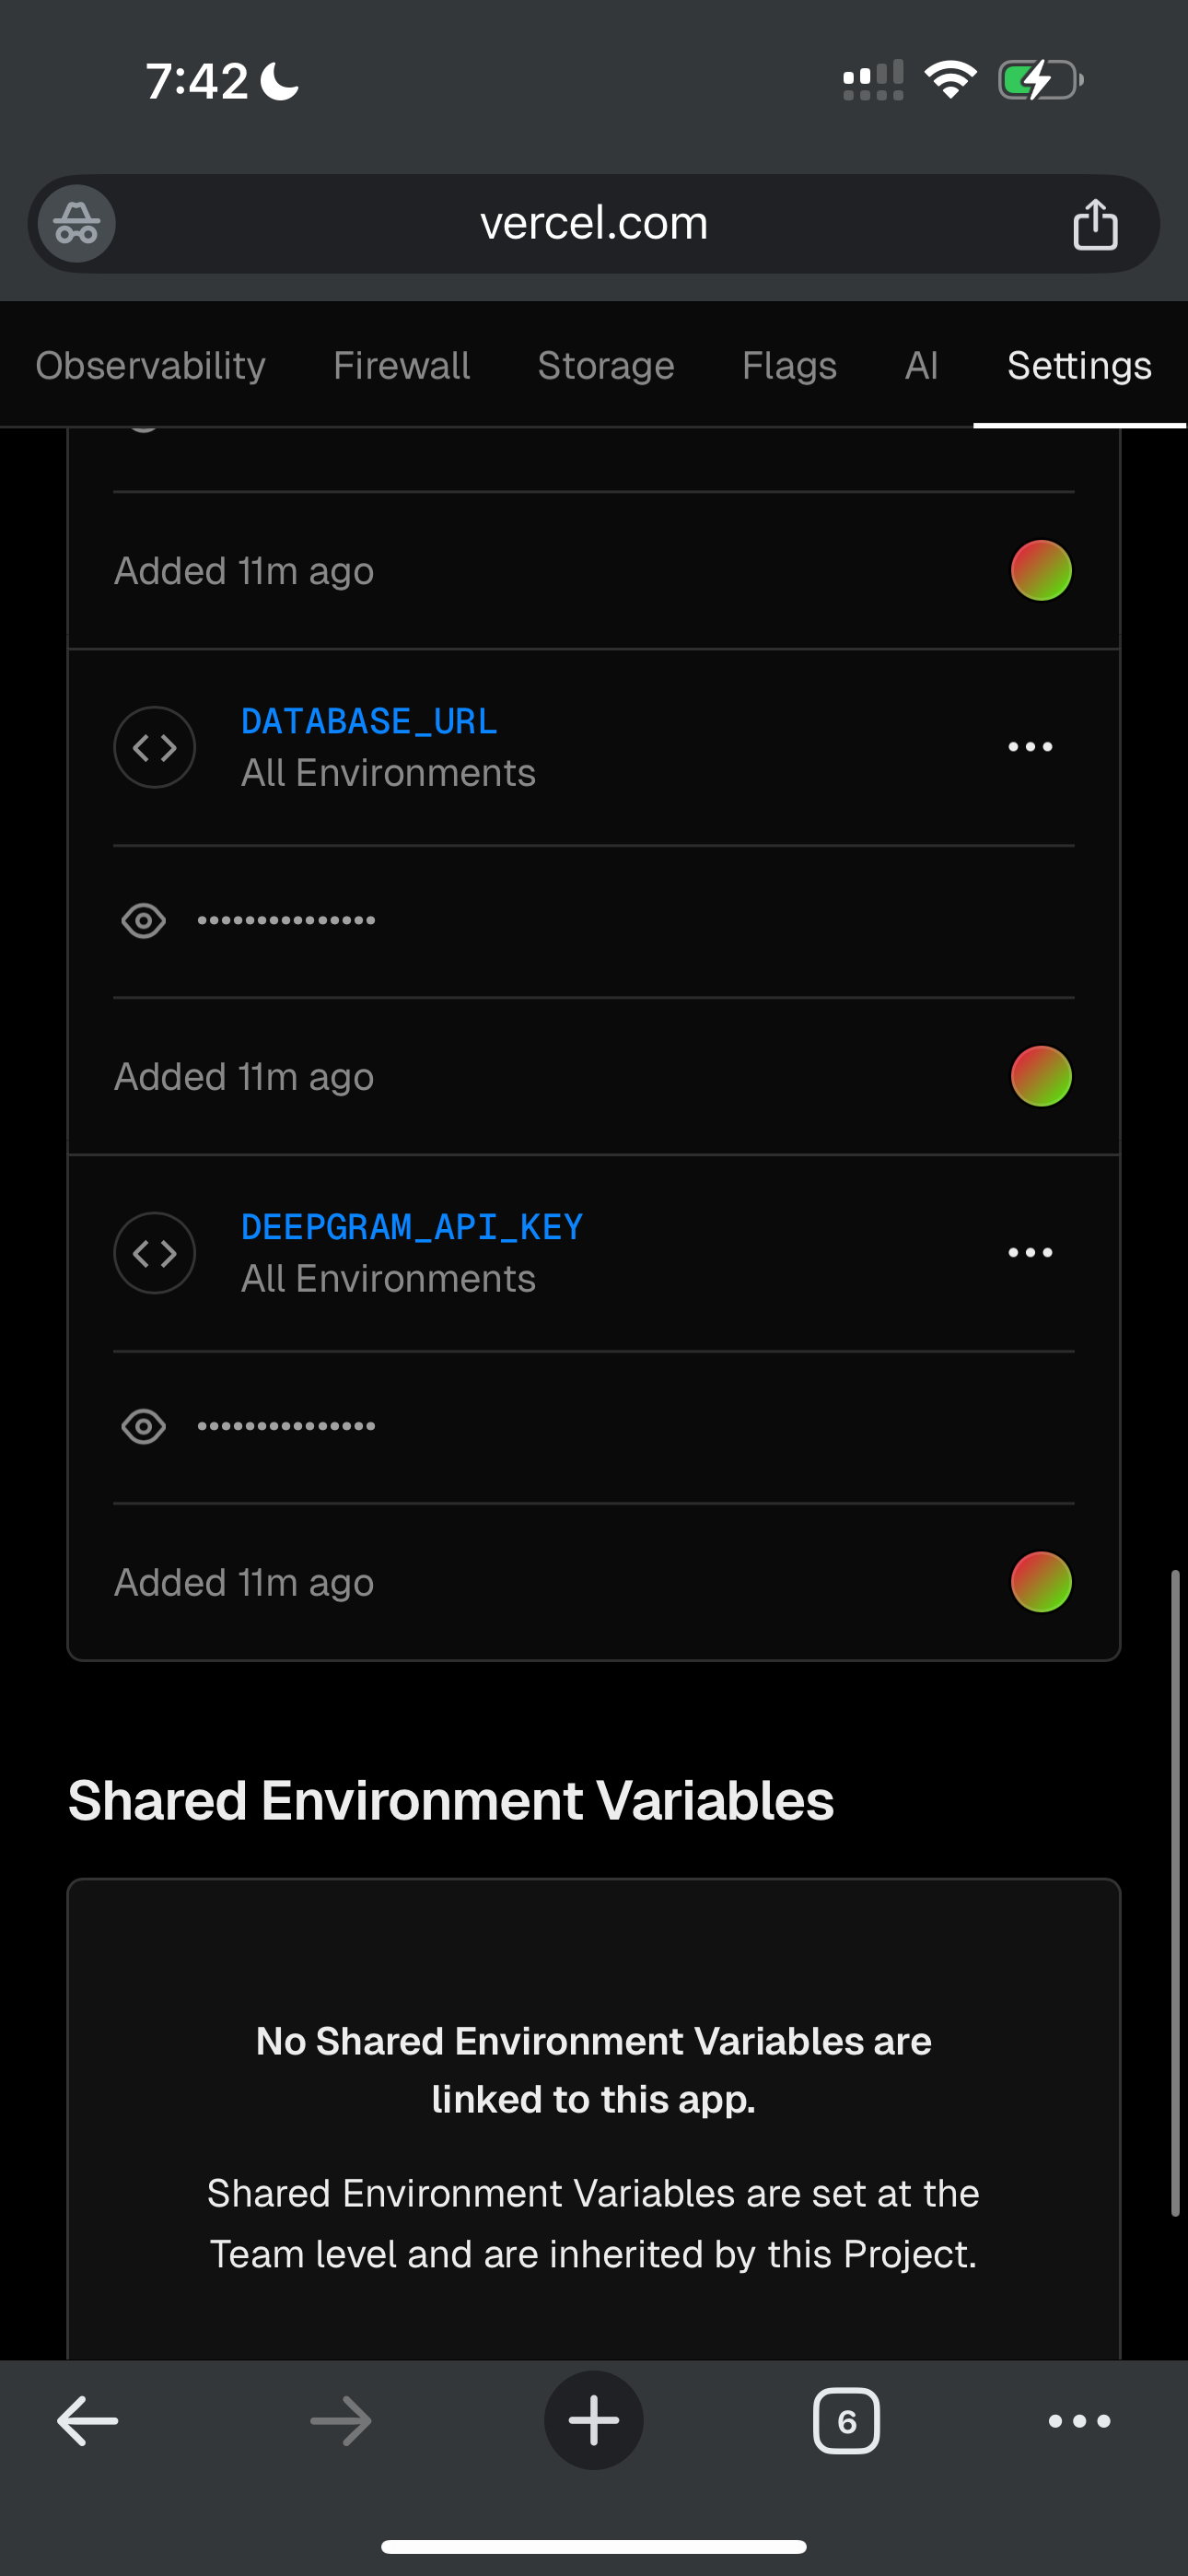 7:42
vercel.com
Observability Firewall Storage Flags AI Settings
Added 11m ago
DATABASE_URL
All Environments
•••••••••••••••
Added 11m ago
DEEPGRAM_API_KEY
All Environments
•••••••••••••••
Added 11m ago
Shared Environment Variables
No Shared Environment Variables are
linked to this app.
Shared Environment Variables are set at the
Team level and are inherited by this Project.
6